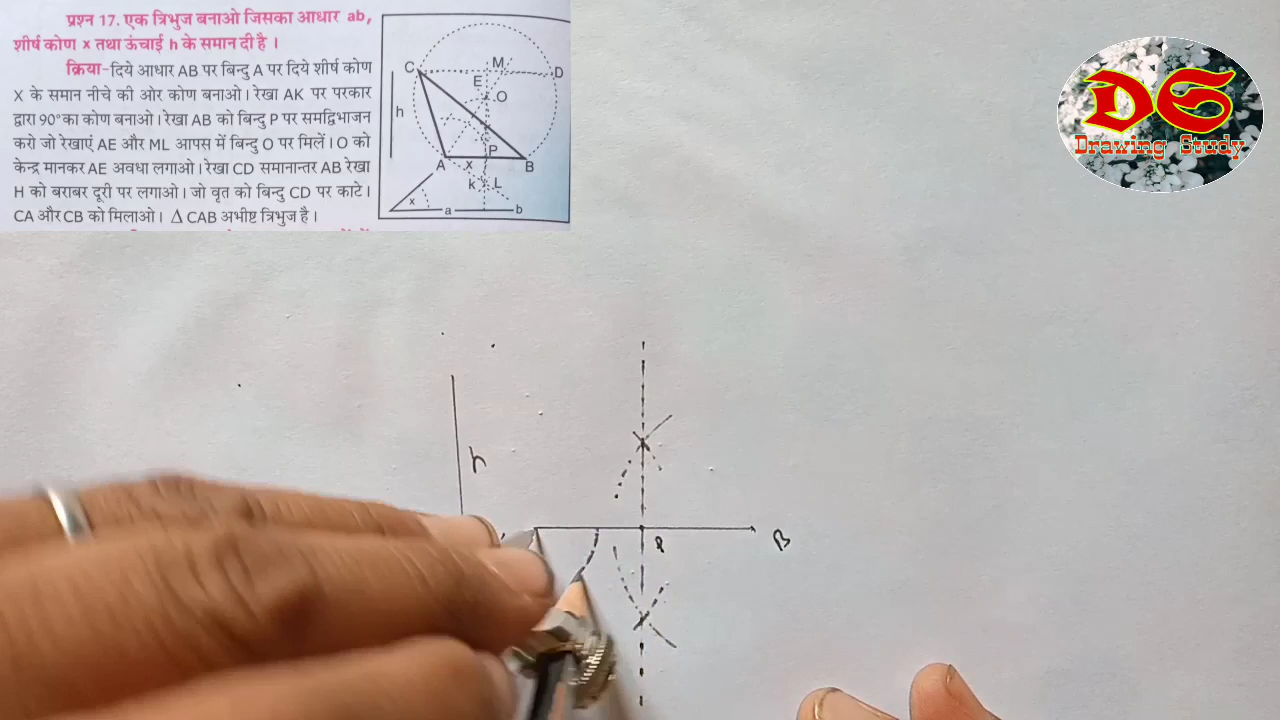 प्रश्न 17. एक त्रिभुज बनाओ जिसका आधार ab,
शीर्ष कोण x तथा ऊंचाई h के समान दी है ।
क्रिया-दिये आधार AB पर बिन्दु A पर दिये शीर्ष कोण
X के समान नीचे की ओर कोण बनाओ। रेखा AK पर परकार
द्वारा 90° का कोण बनाओ। रेखा AB को बिन्दु P पर समद्विभाजन
करो जो रेखाएं AE और ML आपस में बिन्दु O पर मिलें। O को
केन्द्र मानकर AE अवधा लगाओ। रेखा CD समानान्तर AB रेखा
H को बराबर दूरी पर लगाओ। जो वृत को बिन्दु CD पर काटे।
CA और CB को मिलाओ। Δ CAB अभीष्ट त्रिभुज है।
C
M
D
E
O
h
A
x
P
B
k
L
x
a
b
DS
Drawing Study
h
P
B